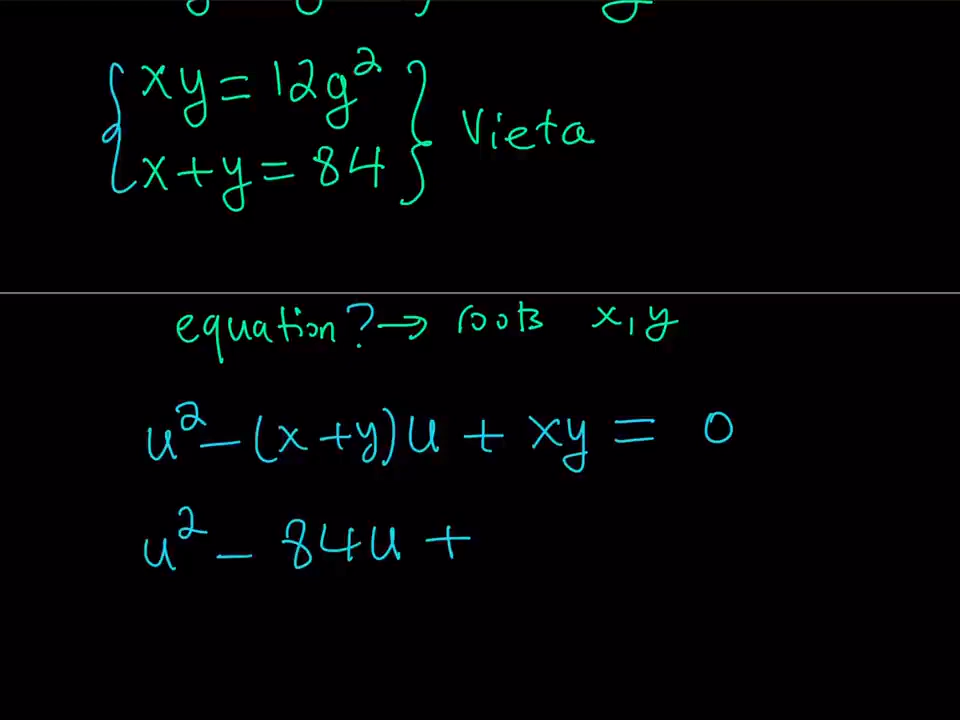 xy = 12g²
x + y = 84
Vieta
equation? → roots x, y
u² − (x + y)u + xy = 0
u² − 84u +